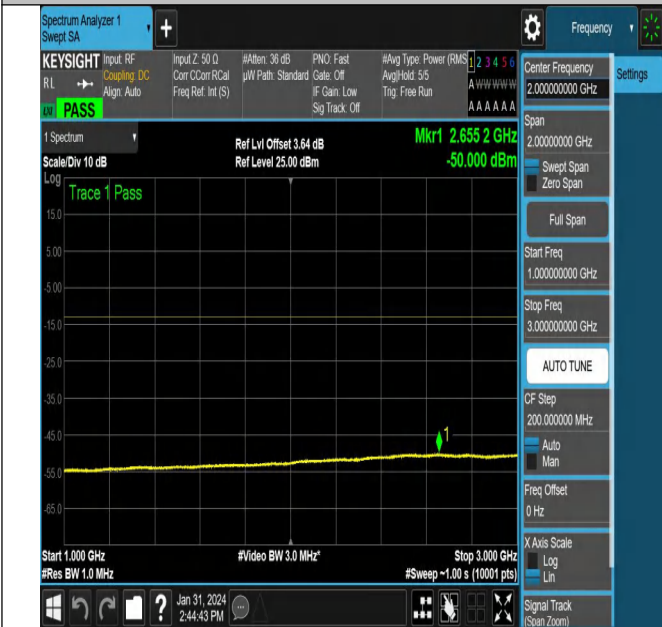 Spectrum Analyzer 1
Swept SA
Frequency
KEYSIGHT
Input: RF
Coupling: DC
Align: Auto
Input Z: 50 Ω
Corr CCorr RCal
Freq Ref: Int (S)
#Atten: 36 dB
µW Path: Standard
PNO: Fast
Gate: Off
IF Gain: Low
Sig Track: Off
#Avg Type: Power (RMS
Avg|Hold: 5/5
Trig: Free Run
1 2 3 4 5 6
A W W W W W
A A A A A A
RL
LXI
PASS
1 Spectrum
Scale/Div 10 dB
Ref Lvl Offset 3.64 dB
Ref Level 25.00 dBm
Mkr1 2.655 2 GHz
-50.000 dBm
Log
Trace 1 Pass
15.0
5.00
-5.00
-15.0
-25.0
-35.0
-45.0
-55.0
-65.0
1
Start 1.000 GHz
#Video BW 3.0 MHz*
Stop 3.000 GHz
#Res BW 1.0 MHz
#Sweep ~1.00 s (10001 pts)
?
Jan 31, 2024
2:44:43 PM
Center Frequency
2.00000000 GHz
Settings
Span
2.00000000 GHz
Swept Span
Zero Span
Full Span
Start Freq
1.000000000 GHz
Stop Freq
3.000000000 GHz
AUTO TUNE
CF Step
200.000000 MHz
Auto
Man
Freq Offset
0 Hz
X Axis Scale
Log
Lin
Signal Track
(Span Zoom)